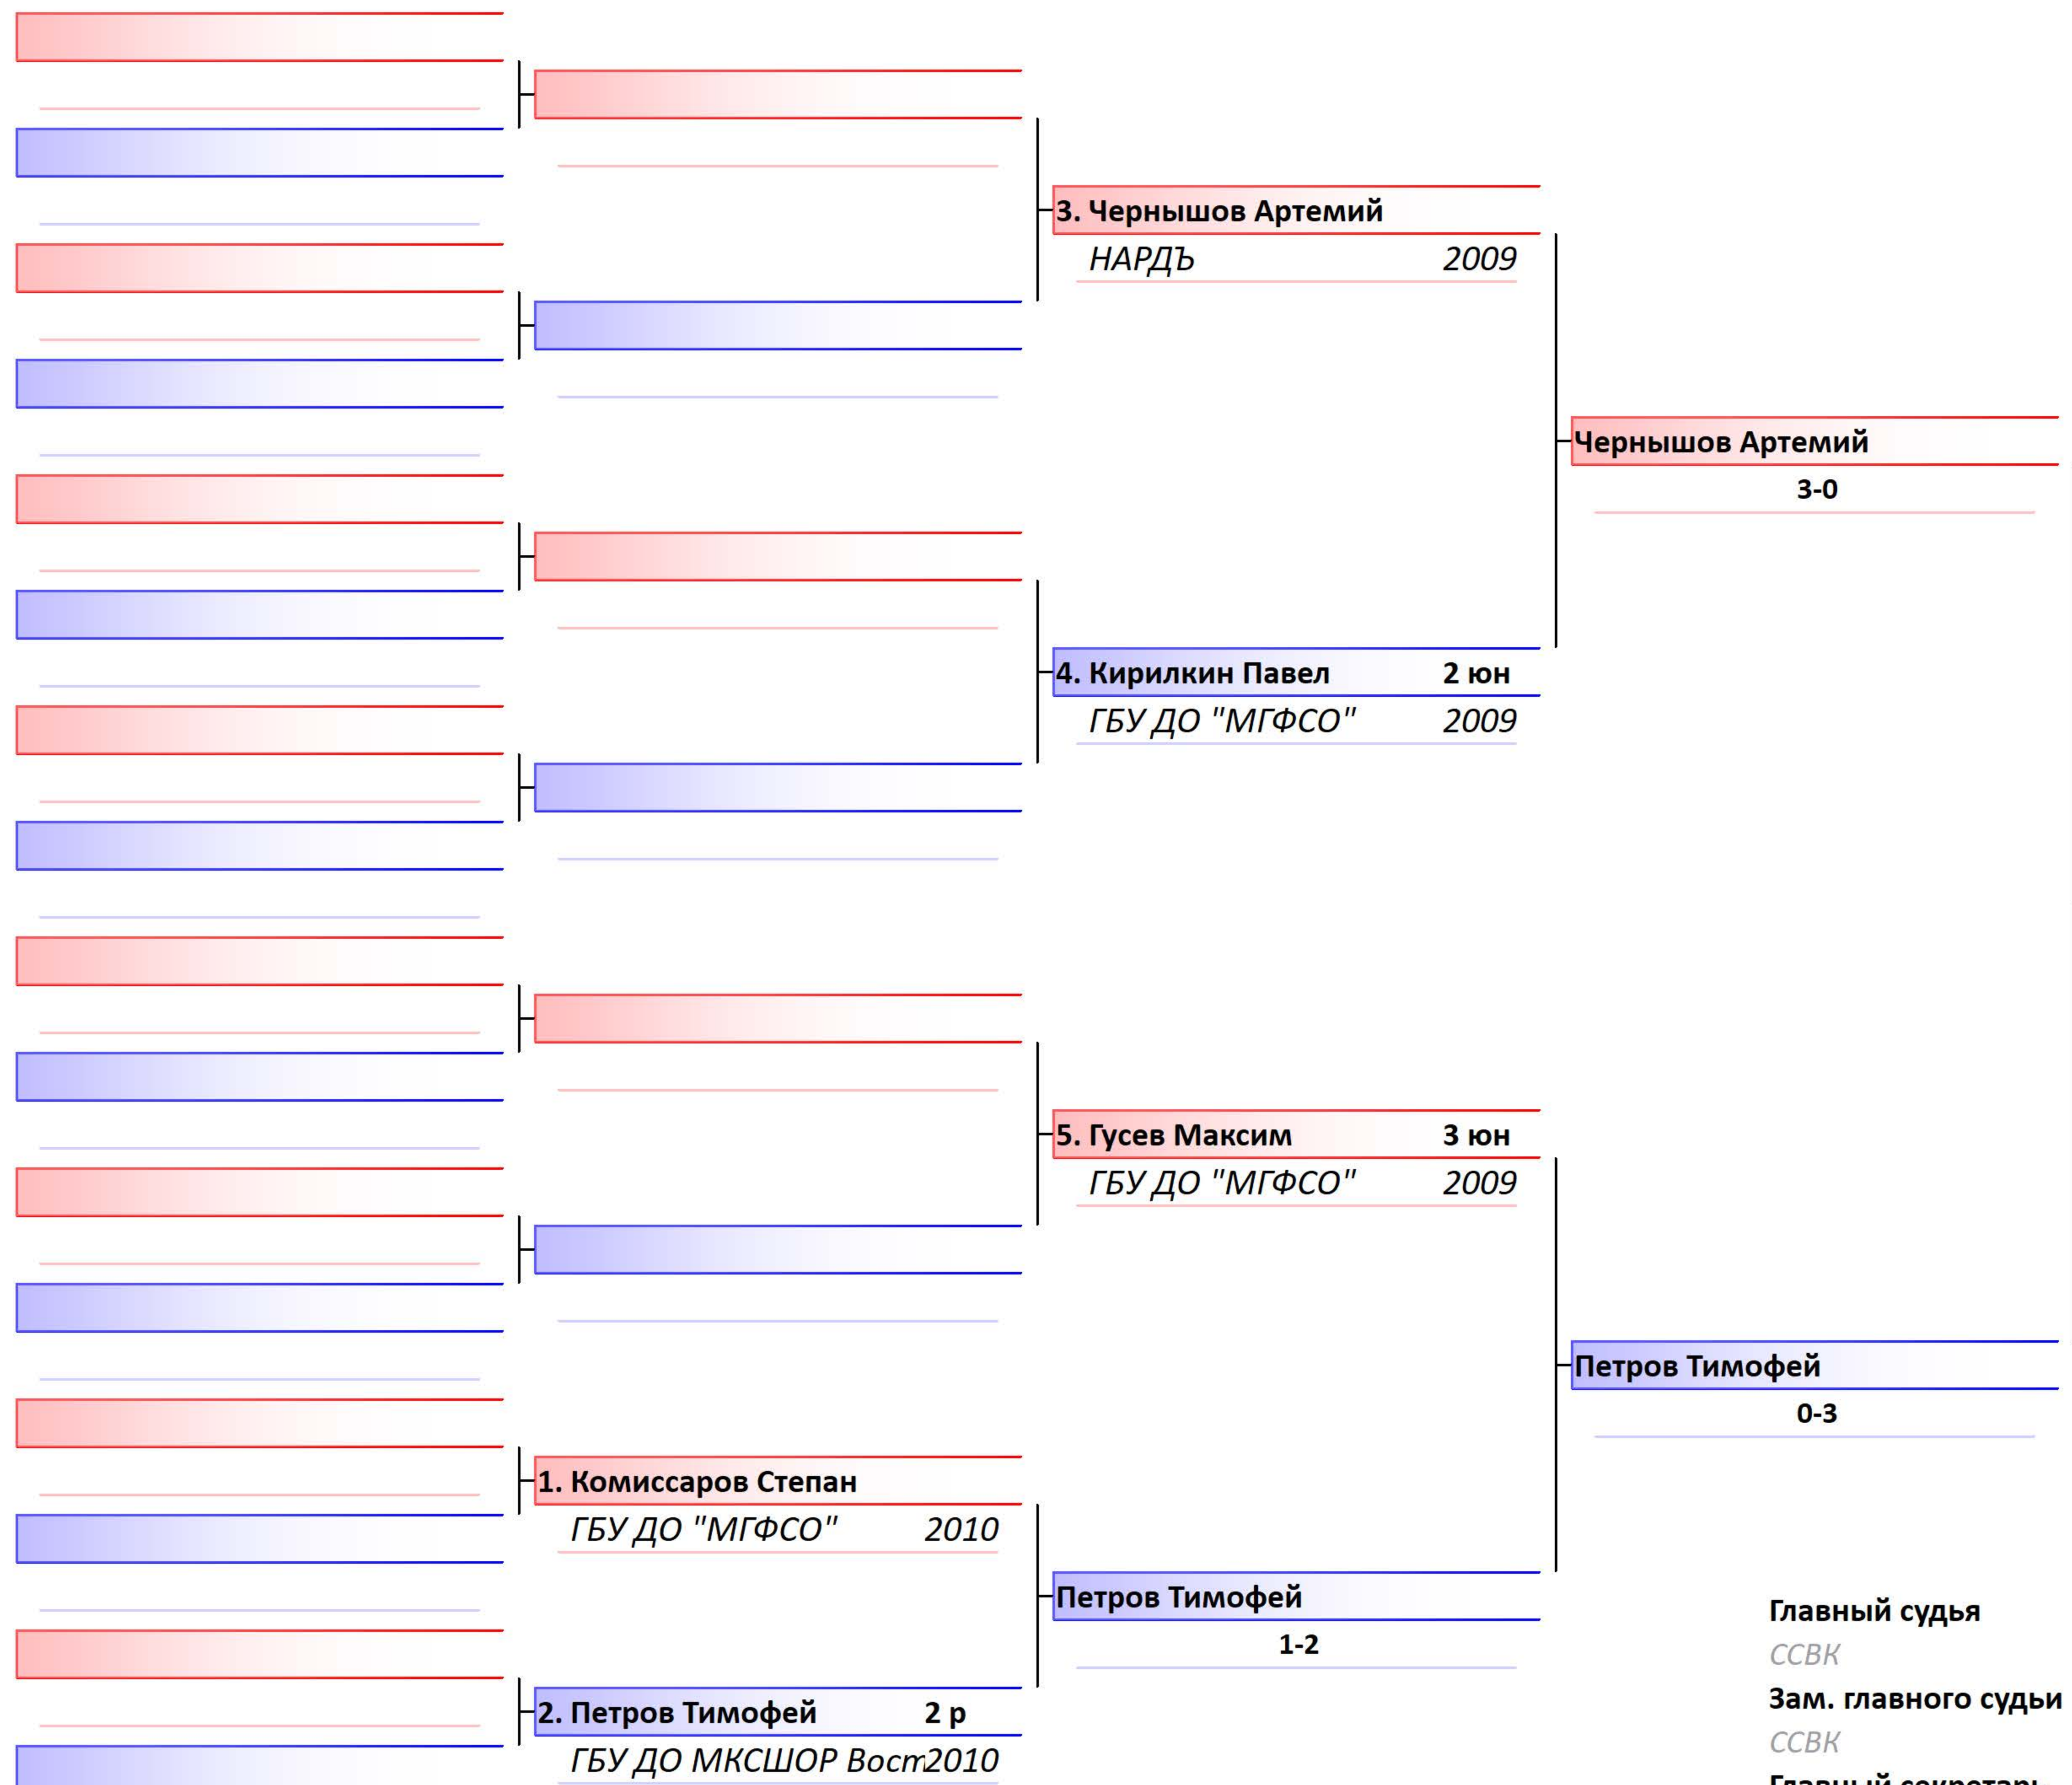 3. Чернышов Артемий
НАРДЪ 2009
Чернышов Артемий
3-0
4. Кирилкин Павел 2 юн
ГБУ ДО "МГФСО" 2009
5. Гусев Максим 3 юн
ГБУ ДО "МГФСО" 2009
Петров Тимофей
0-3
1. Комиссаров Степан
ГБУ ДО "МГФСО" 2010
Петров Тимофей
1-2
2. Петров Тимофей 2 р
ГБУ ДО МКСШОР Вост 2010
Главный судья
ССВК
Зам. главного судьи
ССВК
Главный секретарь